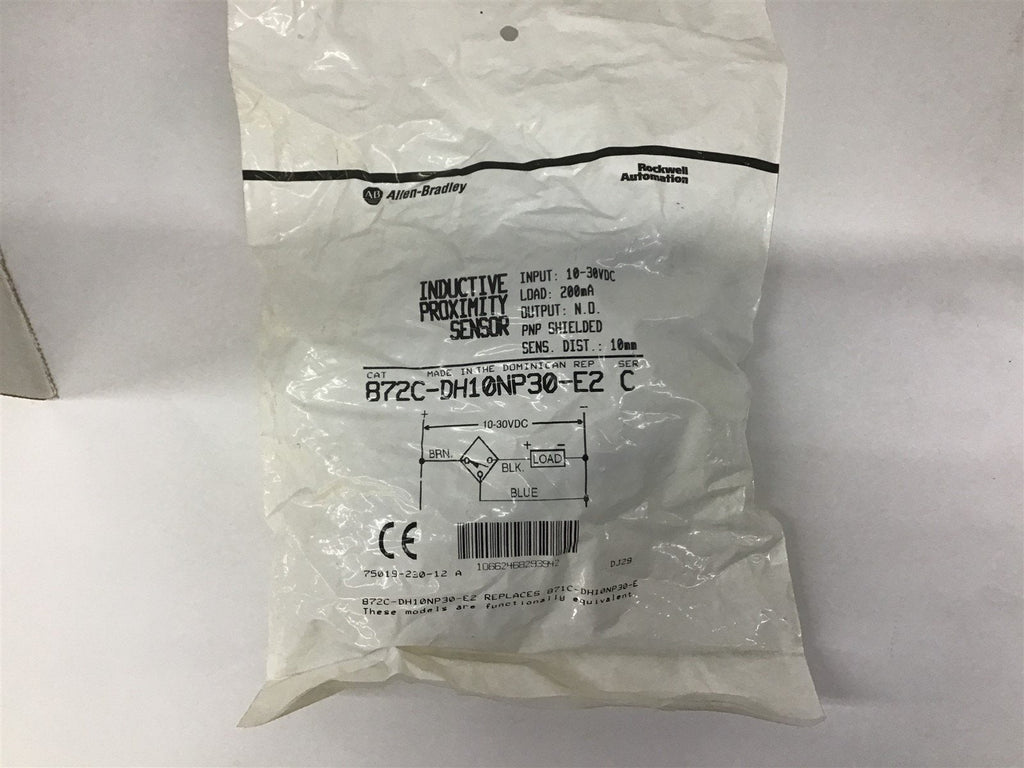 AB Allen-Bradley
Rockwell
Automation
INDUCTIVE
PROXIMITY
SENSOR
INPUT: 10-30VDC
LOAD: 200mA
OUTPUT: N.O.
PNP SHIELDED
SENS. DIST.: 10mm
CAT MADE IN THE DOMINICAN REP SER
872C-DH10NP30-E2 C
+ −
10-30VDC
+ −
BRN. LOAD
BLK.
BLUE
CE
10662468293942
DJ29
75019-230-12 A
872C-DH10NP30-E2 REPLACES 871C-DH10NP30-E
These models are functionally equivalent.